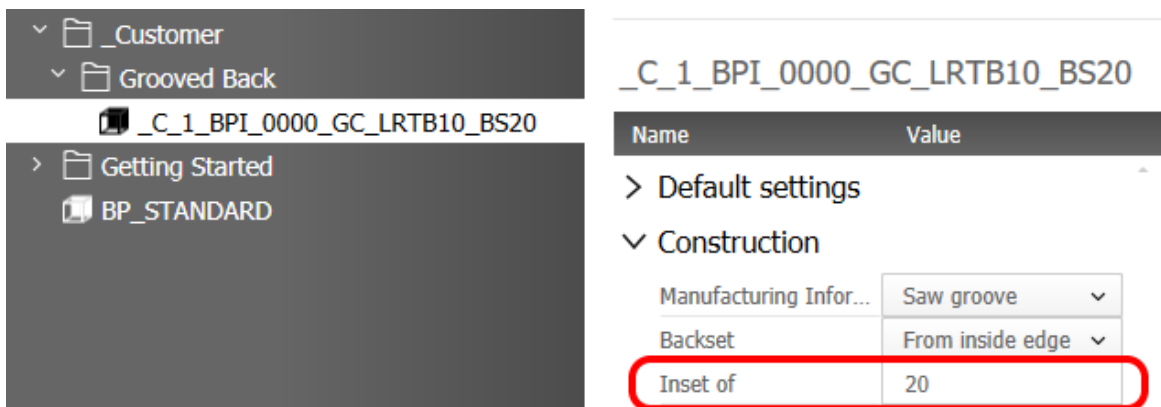 _Customer
Grooved Back
_C_1_BPI_0000_GC_LRTB10_BS20
Getting Started
BP_STANDARD
_C_1_BPI_0000_GC_LRTB10_BS20
Name Value
Default settings
Construction
Manufacturing Infor... Saw groove
Backset From inside edge
Inset of 20